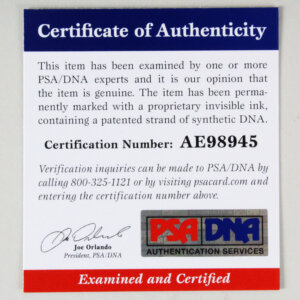 Certificate of Authenticity
This item has been examined by one or more
PSA/DNA experts and it is our opinion that
the item is genuine. The item has been perma-
nently marked with a proprietary invisible ink,
containing a patented strand of synthetic DNA.
Certification Number: AE98945
Verification inquiries can be made to PSA/DNA by
calling 800-325-1121 or by visiting psacard.com and
entering the certification number above.
Joe Orlando
President, PSA/DNA
PSA DNA
AUTHENTICATION SERVICES
Examined and Certified